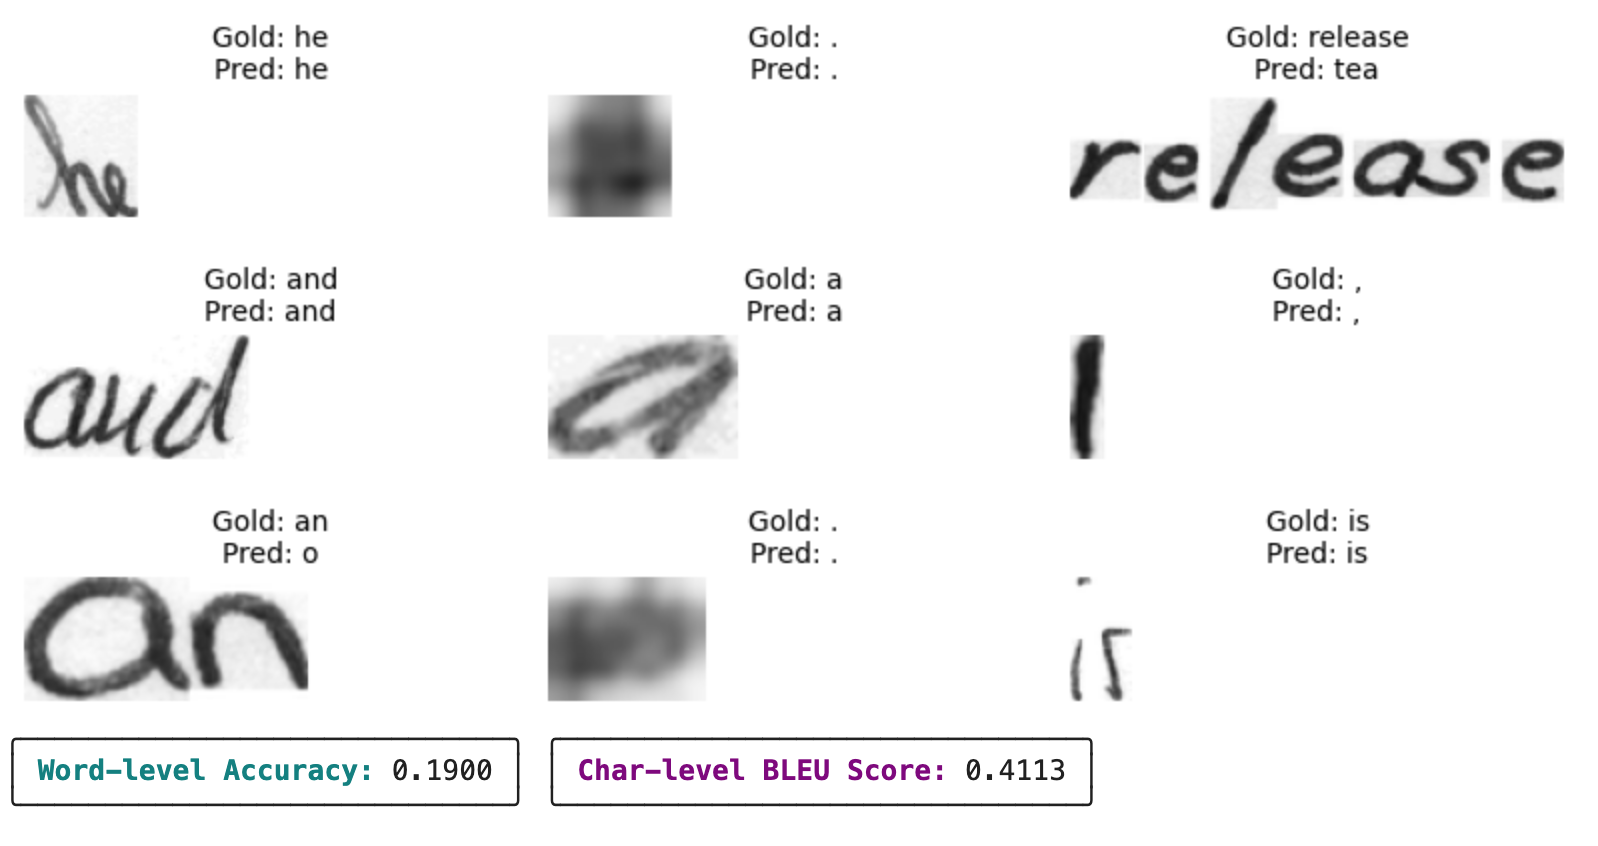 Gold: he
Pred: he
Gold: .
Pred: .
Gold: release
Pred: tea
he
release
Gold: and
Pred: and
Gold: a
Pred: a
Gold: ,
Pred: ,
and
a
,
Gold: an
Pred: o
Gold: .
Pred: .
Gold: is
Pred: is
an
is
Word-level Accuracy: 0.1900
Char-level BLEU Score: 0.4113